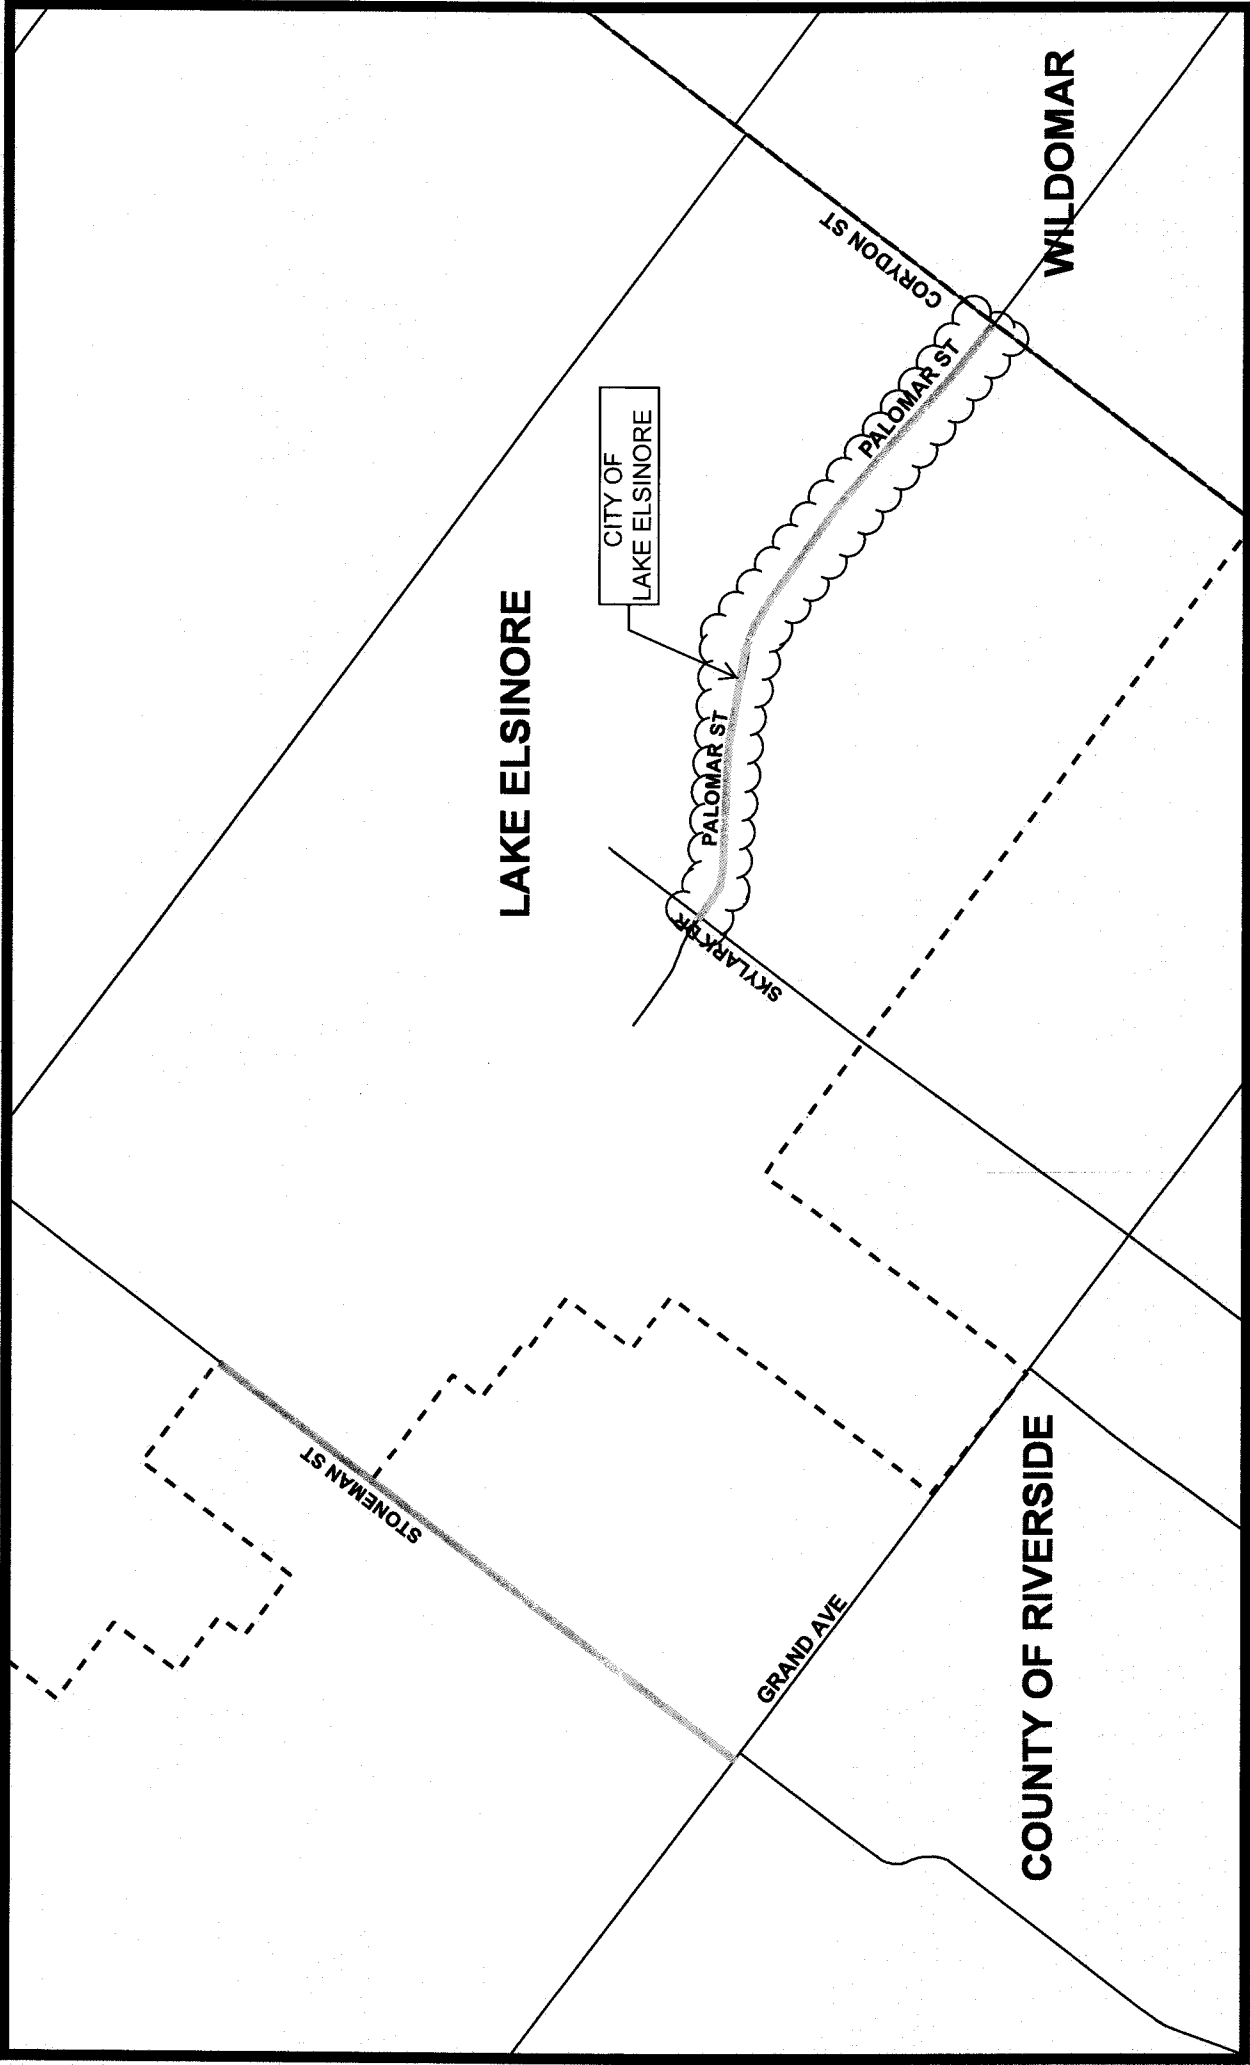 LAKE ELSINORE
CITY OF
LAKE ELSINORE
STONEMAN ST
SKYLARK DR
PALOMAR ST
PALOMAR ST
CORYDON ST
GRAND AVE
COUNTY OF RIVERSIDE
WILDOMAR